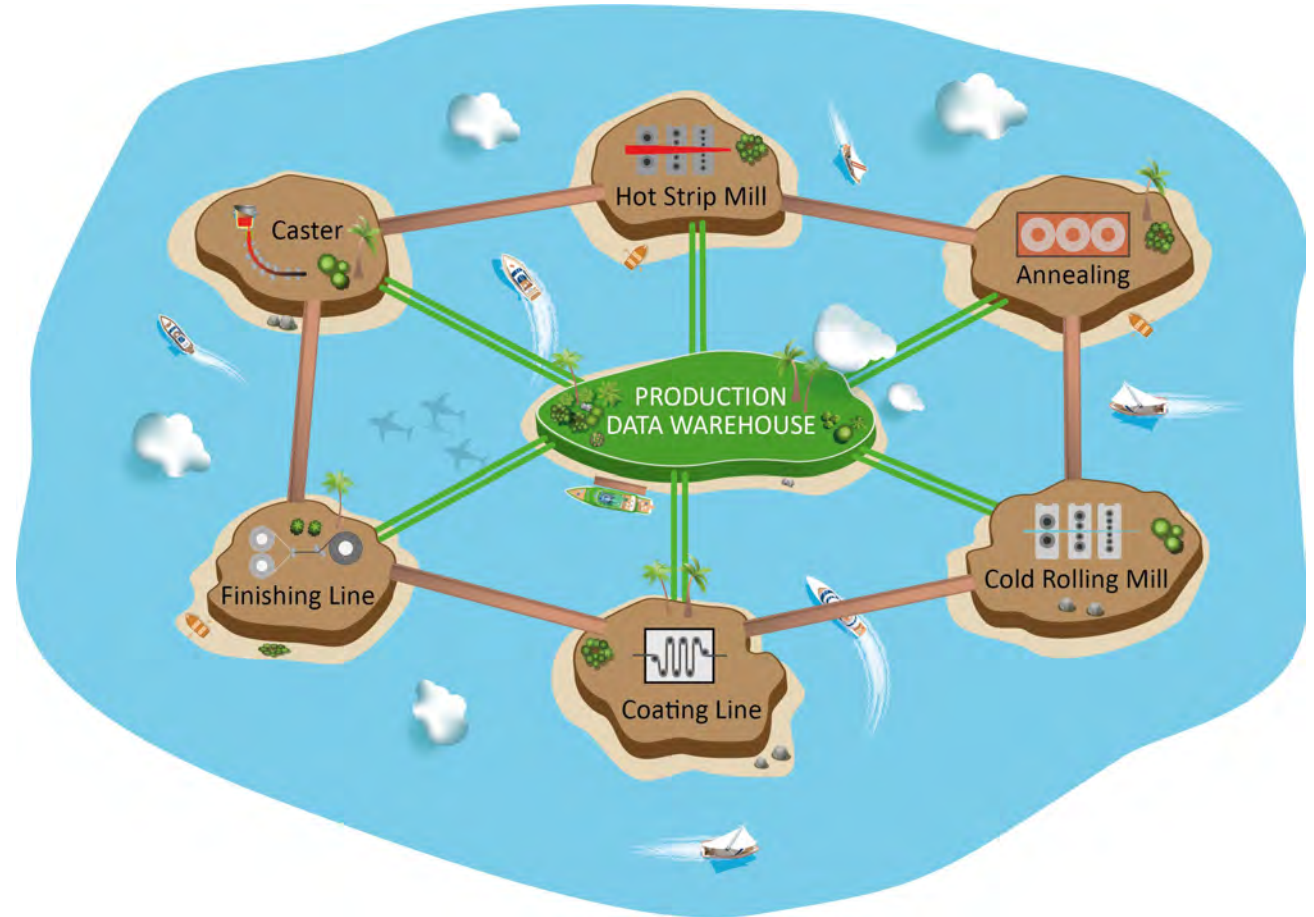 Hot Strip Mill
Caster
Annealing
PRODUCTION
DATA WAREHOUSE
Finishing Line
Cold Rolling Mill
Coating Line